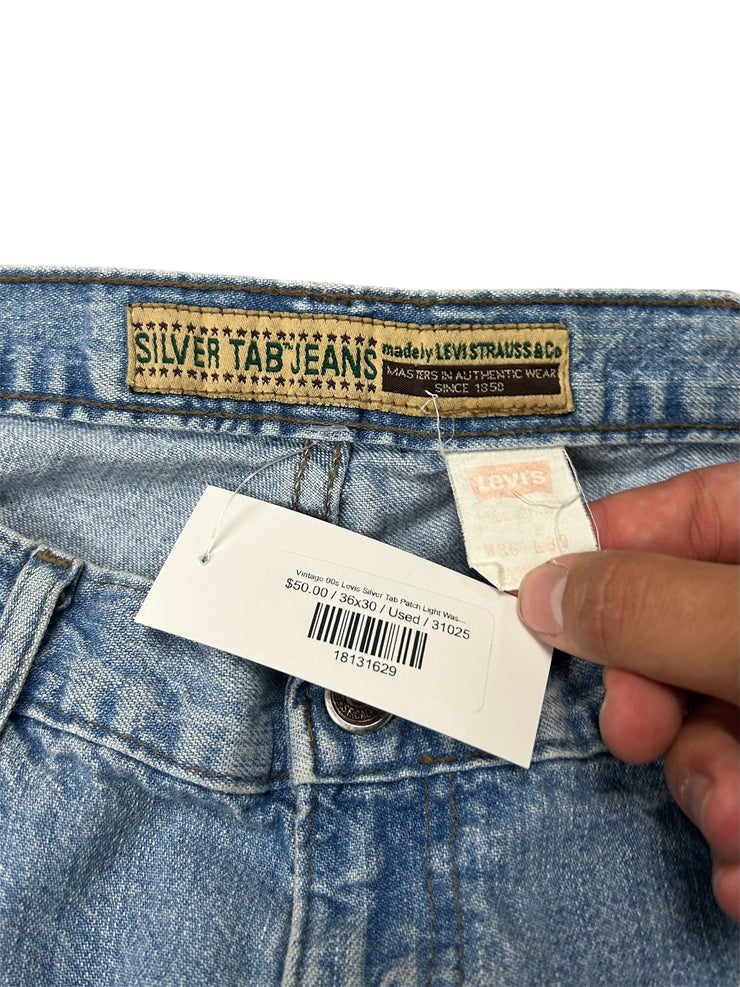 SILVER TAB™ JEANS
made by LEVI STRAUSS & Co
MASTERS IN AUTHENTIC WEAR
SINCE 1850
Levi's
W36 L30
Vintage 90s Levis Silver Tab Patch Light Was...
$50.00 / 36x30 / Used / 31025
18131629